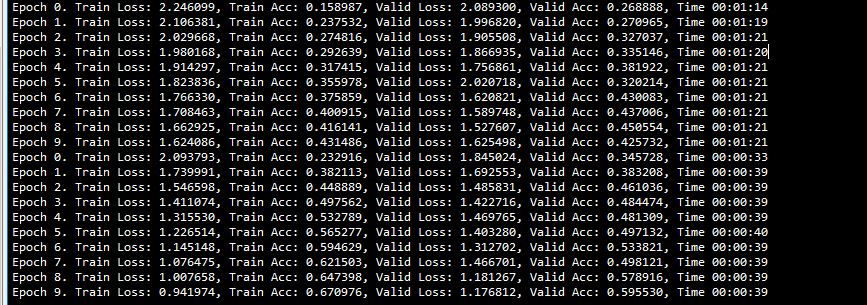 Epoch 0. Train Loss: 2.246099, Train Acc: 0.158987, Valid Loss: 2.089300, Valid Acc: 0.268888, Time 00:01:14
Epoch 1. Train Loss: 2.106381, Train Acc: 0.237532, Valid Loss: 1.996820, Valid Acc: 0.270965, Time 00:01:19
Epoch 2. Train Loss: 2.029668, Train Acc: 0.274816, Valid Loss: 1.905508, Valid Acc: 0.327037, Time 00:01:21
Epoch 3. Train Loss: 1.980168, Train Acc: 0.292639, Valid Loss: 1.866935, Valid Acc: 0.335146, Time 00:01:20
Epoch 4. Train Loss: 1.914297, Train Acc: 0.317415, Valid Loss: 1.756861, Valid Acc: 0.381922, Time 00:01:21
Epoch 5. Train Loss: 1.823836, Train Acc: 0.355978, Valid Loss: 2.020718, Valid Acc: 0.320214, Time 00:01:21
Epoch 6. Train Loss: 1.766330, Train Acc: 0.375859, Valid Loss: 1.620821, Valid Acc: 0.430083, Time 00:01:21
Epoch 7. Train Loss: 1.708463, Train Acc: 0.400915, Valid Loss: 1.589748, Valid Acc: 0.437006, Time 00:01:21
Epoch 8. Train Loss: 1.662925, Train Acc: 0.416141, Valid Loss: 1.527607, Valid Acc: 0.450554, Time 00:01:21
Epoch 9. Train Loss: 1.624086, Train Acc: 0.431486, Valid Loss: 1.625498, Valid Acc: 0.425732, Time 00:01:21
Epoch 0. Train Loss: 2.093793, Train Acc: 0.232916, Valid Loss: 1.845024, Valid Acc: 0.345728, Time 00:00:33
Epoch 1. Train Loss: 1.739991, Train Acc: 0.382113, Valid Loss: 1.692553, Valid Acc: 0.383208, Time 00:00:39
Epoch 2. Train Loss: 1.546598, Train Acc: 0.448889, Valid Loss: 1.485831, Valid Acc: 0.461036, Time 00:00:39
Epoch 3. Train Loss: 1.411074, Train Acc: 0.497562, Valid Loss: 1.422716, Valid Acc: 0.484474, Time 00:00:39
Epoch 4. Train Loss: 1.315530, Train Acc: 0.532789, Valid Loss: 1.469765, Valid Acc: 0.481309, Time 00:00:39
Epoch 5. Train Loss: 1.226514, Train Acc: 0.565277, Valid Loss: 1.403280, Valid Acc: 0.497132, Time 00:00:40
Epoch 6. Train Loss: 1.145148, Train Acc: 0.594629, Valid Loss: 1.312702, Valid Acc: 0.533821, Time 00:00:39
Epoch 7. Train Loss: 1.076475, Train Acc: 0.621503, Valid Loss: 1.466701, Valid Acc: 0.498121, Time 00:00:39
Epoch 8. Train Loss: 1.007658, Train Acc: 0.647398, Valid Loss: 1.181267, Valid Acc: 0.578916, Time 00:00:39
Epoch 9. Train Loss: 0.941974, Train Acc: 0.670976, Valid Loss: 1.176812, Valid Acc: 0.595530, Time 00:00:39